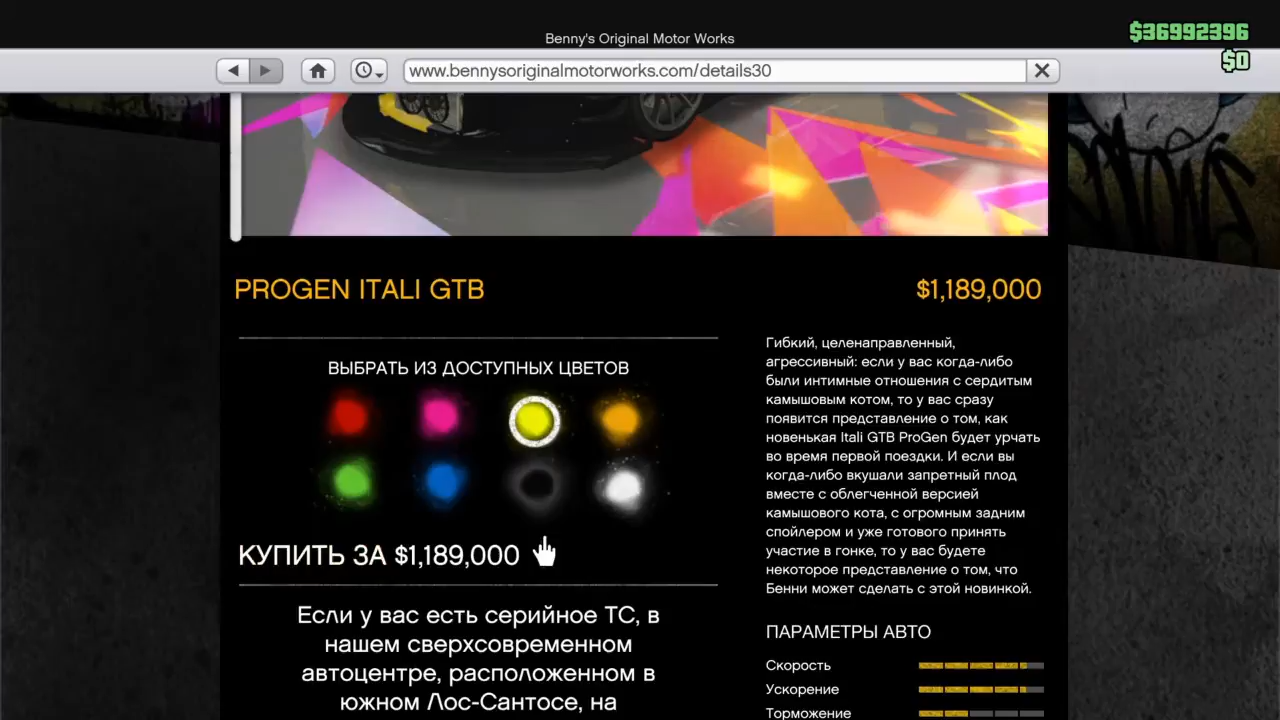 Benny's Original Motor Works
$36992396
$0
www.bennysoriginalmotorworks.com/details30
PROGEN ITALI GTB
$1,189,000
ВЫБРАТЬ ИЗ ДОСТУПНЫХ ЦВЕТОВ
КУПИТЬ ЗА $1,189,000
Если у вас есть серийное ТС, в
нашем сверхсовременном
автоцентре, расположенном в
южном Лос-Сантосе, на
Гибкий, целенаправленный,
агрессивный: если у вас когда-либо
были интимные отношения с сердитым
камышовым котом, то у вас сразу
появится представление о том, как
новенькая Itali GTB ProGen будет урчать
во время первой поездки. И если вы
когда-либо вкушали запретный плод
вместе с облегченной версией
камышового кота, с огромным задним
спойлером и уже готового принять
участие в гонке, то у вас будете
некоторое представление о том, что
Бенни может сделать с этой новинкой.
ПАРАМЕТРЫ АВТО
Скорость
Ускорение
Торможение